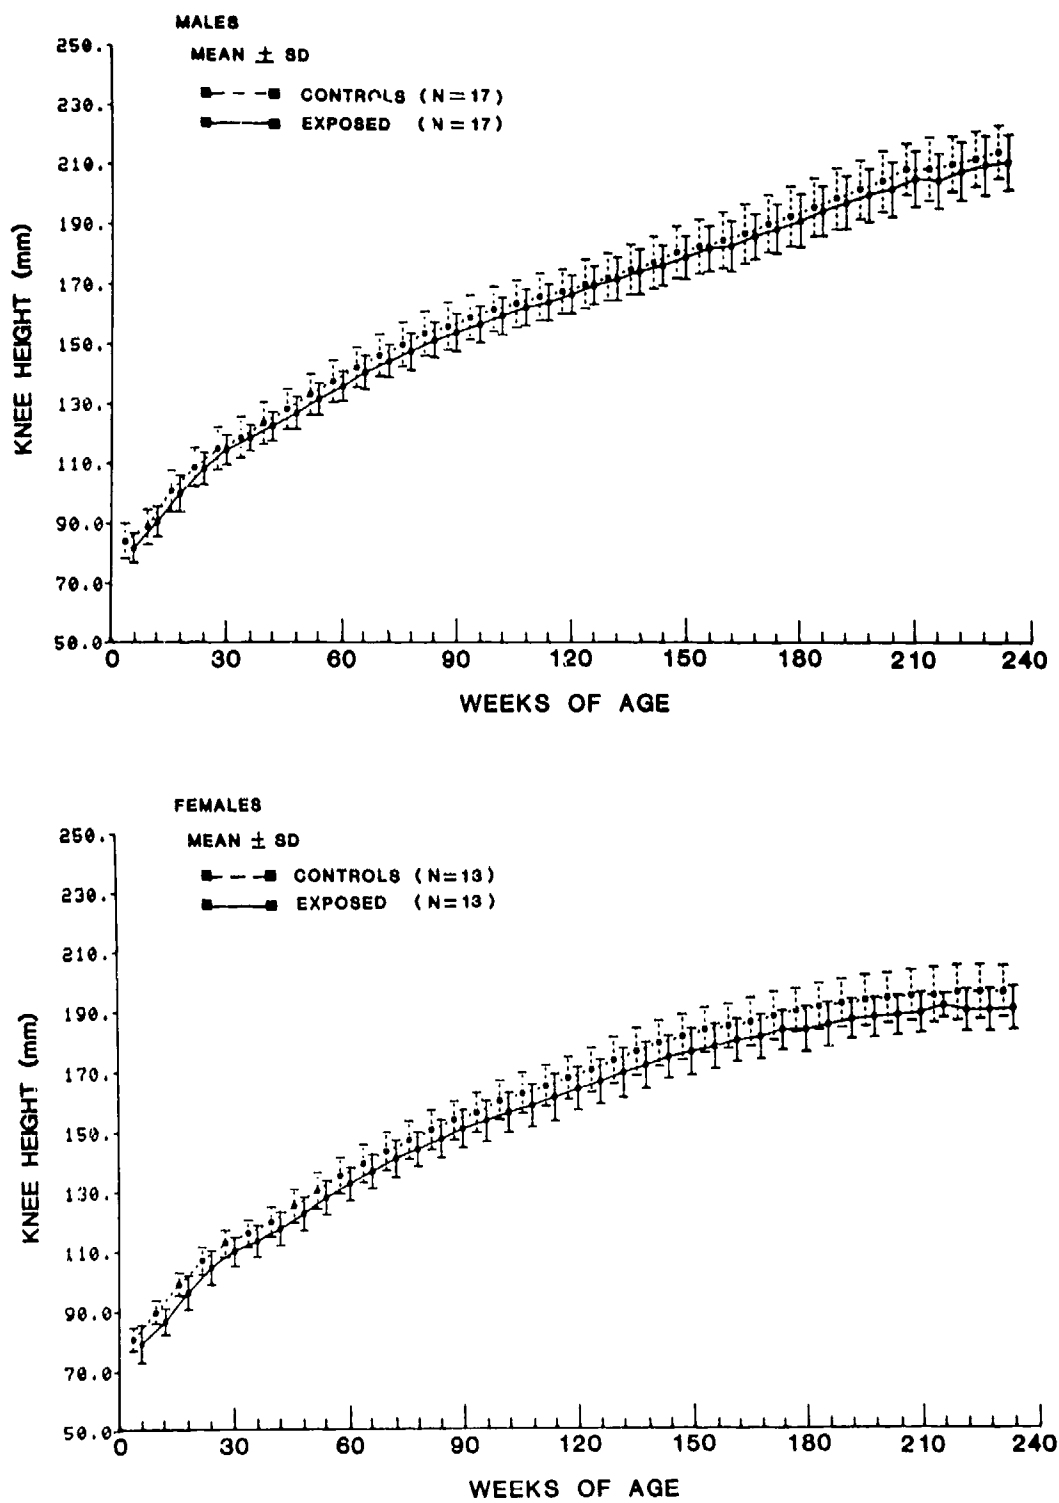 MALES
MEAN ± SD
CONTROLS (N=17)
EXPOSED (N=17)
250.
230.
210.
190.
170.
150.
130.
110.
90.0
70.0
50.0
KNEE HEIGHT (mm)
0 30 60 90 120 150 180 210 240
WEEKS OF AGE
FEMALES
MEAN ± SD
CONTROLS (N=13)
EXPOSED (N=13)
250.
230.
210.
190.
170.
150.
130.
110.
90.0
70.0
50.0
KNEE HEIGHT (mm)
0 30 60 90 120 150 180 210 240
WEEKS OF AGE